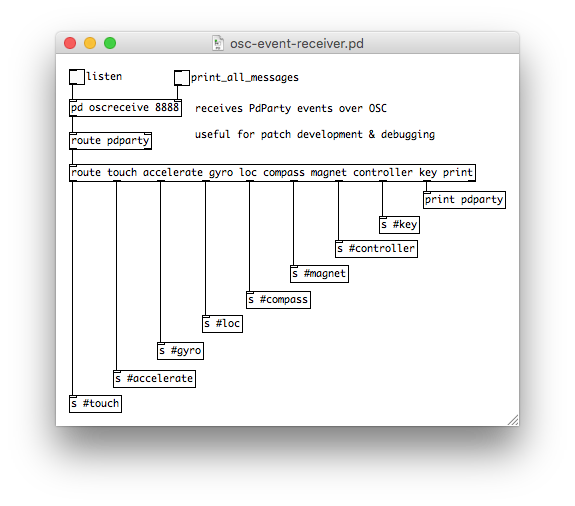 osc-event-receiver.pd
listen
print_all_messages
pd oscreceive 8888
receives PdParty events over OSC
route pdparty
useful for patch development & debugging
route touch accelerate gyro loc compass magnet controller key print
print pdparty
s #key
s #controller
s #magnet
s #compass
s #loc
s #gyro
s #accelerate
s #touch